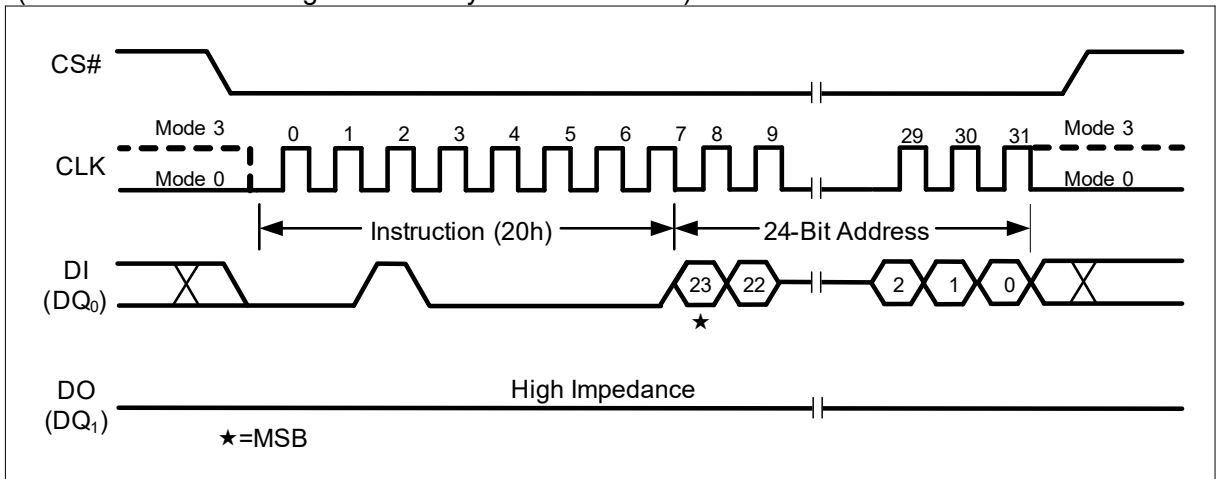 CS#
Mode 3 0 1 2 3 4 5 6 7 8 9 29 30 31 Mode 3
CLK
Mode 0 Mode 0
Instruction (20h) 24-Bit Address
DI
(DQ0) 23 22 2 1 0
★
DO High Impedance
(DQ1)
★=MSB